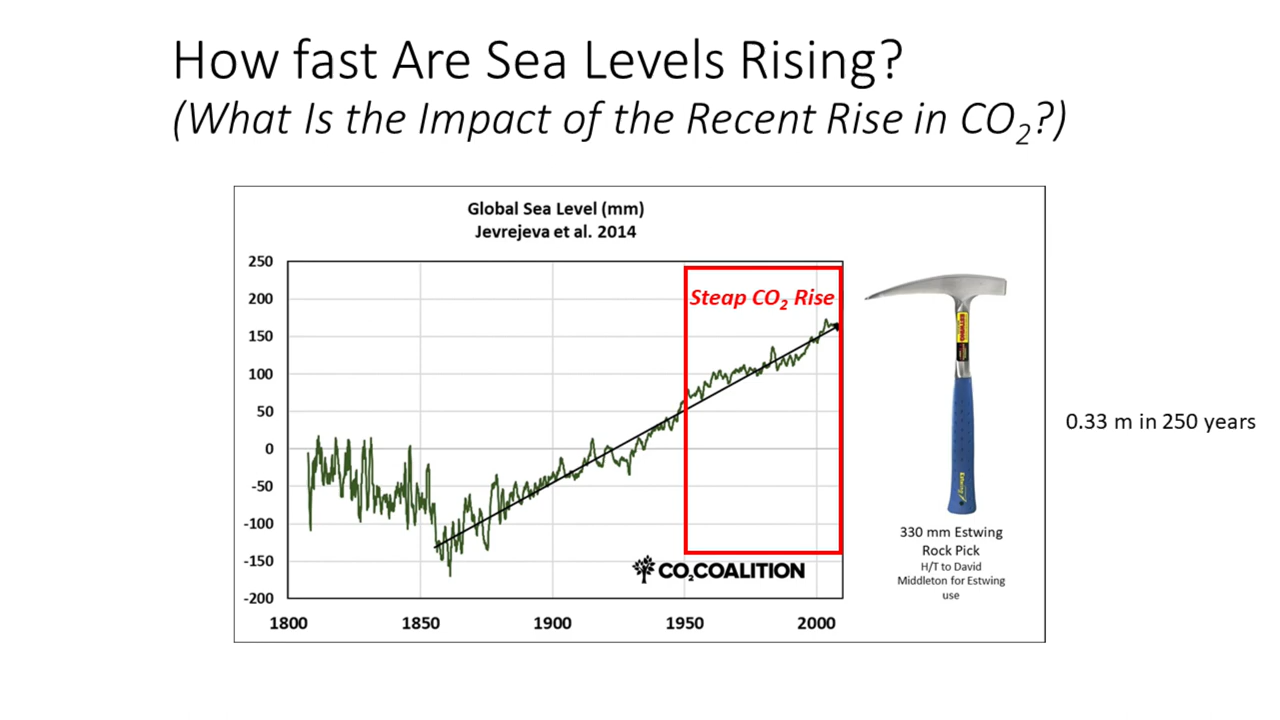 How fast Are Sea Levels Rising?
(What Is the Impact of the Recent Rise in CO₂?)
Global Sea Level (mm)
Jevrejeva et al. 2014
250
200
150
100
50
0
-50
-100
-150
-200
Steap CO₂ Rise
CO₂COALITION
1800
1850
1900
1950
2000
ESTWING
Estwing
330 mm Estwing
Rock Pick
H/T to David
Middleton for Estwing
use
0.33 m in 250 years